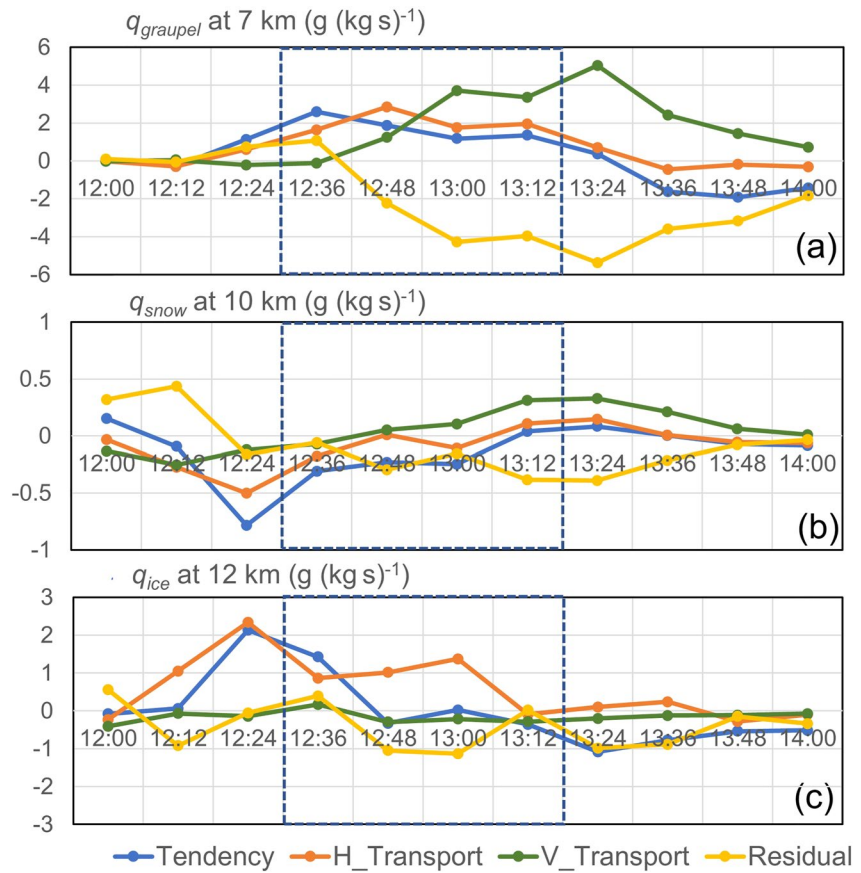 q_graupel at 7 km (g (kg s)⁻¹)
6
4
2
0
-2
-4
-6
12:00 12:12 12:24 12:36 12:48 13:00 13:12 13:24 13:36 13:48 14:00
(a)
q_snow at 10 km (g (kg s)⁻¹)
1
0.5
0
-0.5
-1
12:00 12:12 12:24 12:36 12:48 13:00 13:12 13:24 13:36 13:48 14:00
(b)
q_ice at 12 km (g (kg s)⁻¹)
3
2
1
0
-1
-2
-3
12:00 12:12 12:24 12:36 12:48 13:00 13:12 13:24 13:36 13:48 14:00
(c)
Tendency H_Transport V_Transport Residual